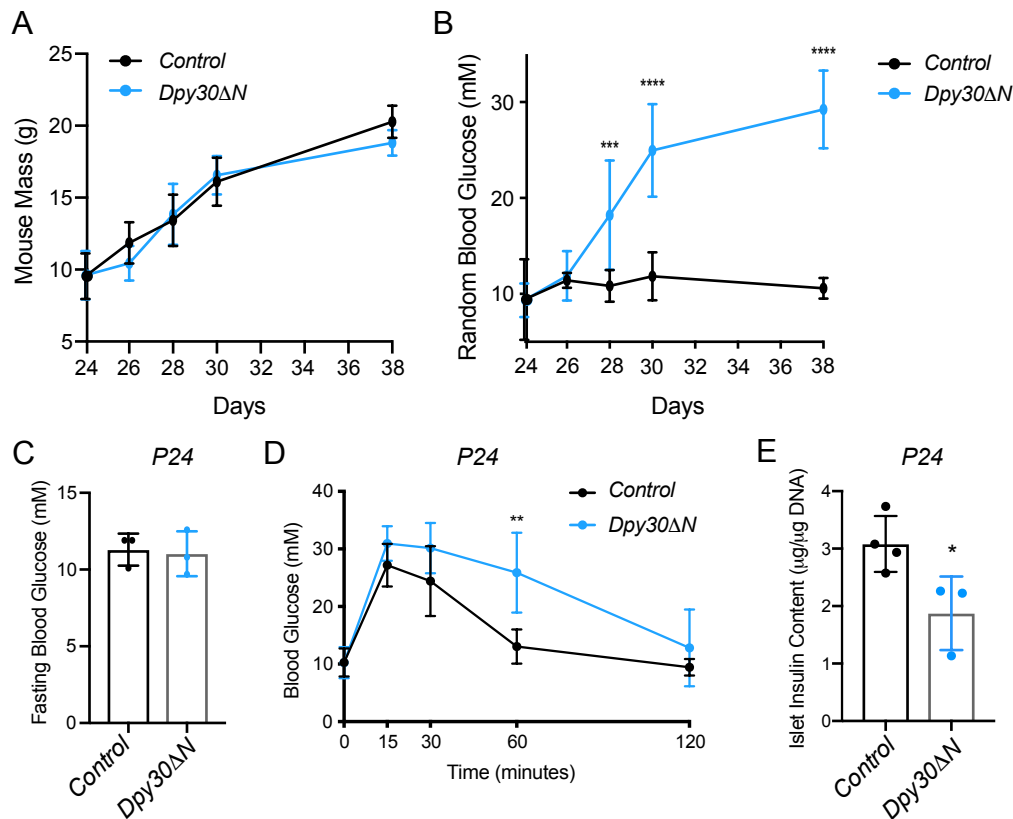 A
Mouse Mass (g)
25
20
15
10
5
24 26 28 30 32 34 36 38
Days
Control
Dpy30ΔN
B
Random Blood Glucose (mM)
30
20
10
24 26 28 30 32 34 36 38
Days
***
****
****
Control
Dpy30ΔN
C
P24
Fasting Blood Glucose (mM)
15
10
5
0
Control
Dpy30ΔN
D
P24
Blood Glucose (mM)
40
30
20
10
0
0 15 30 60 120
Time (minutes)
**
Control
Dpy30ΔN
E
P24
Islet Insulin Content (µg/µg DNA)
4
3
2
1
0
*
Control
Dpy30ΔN